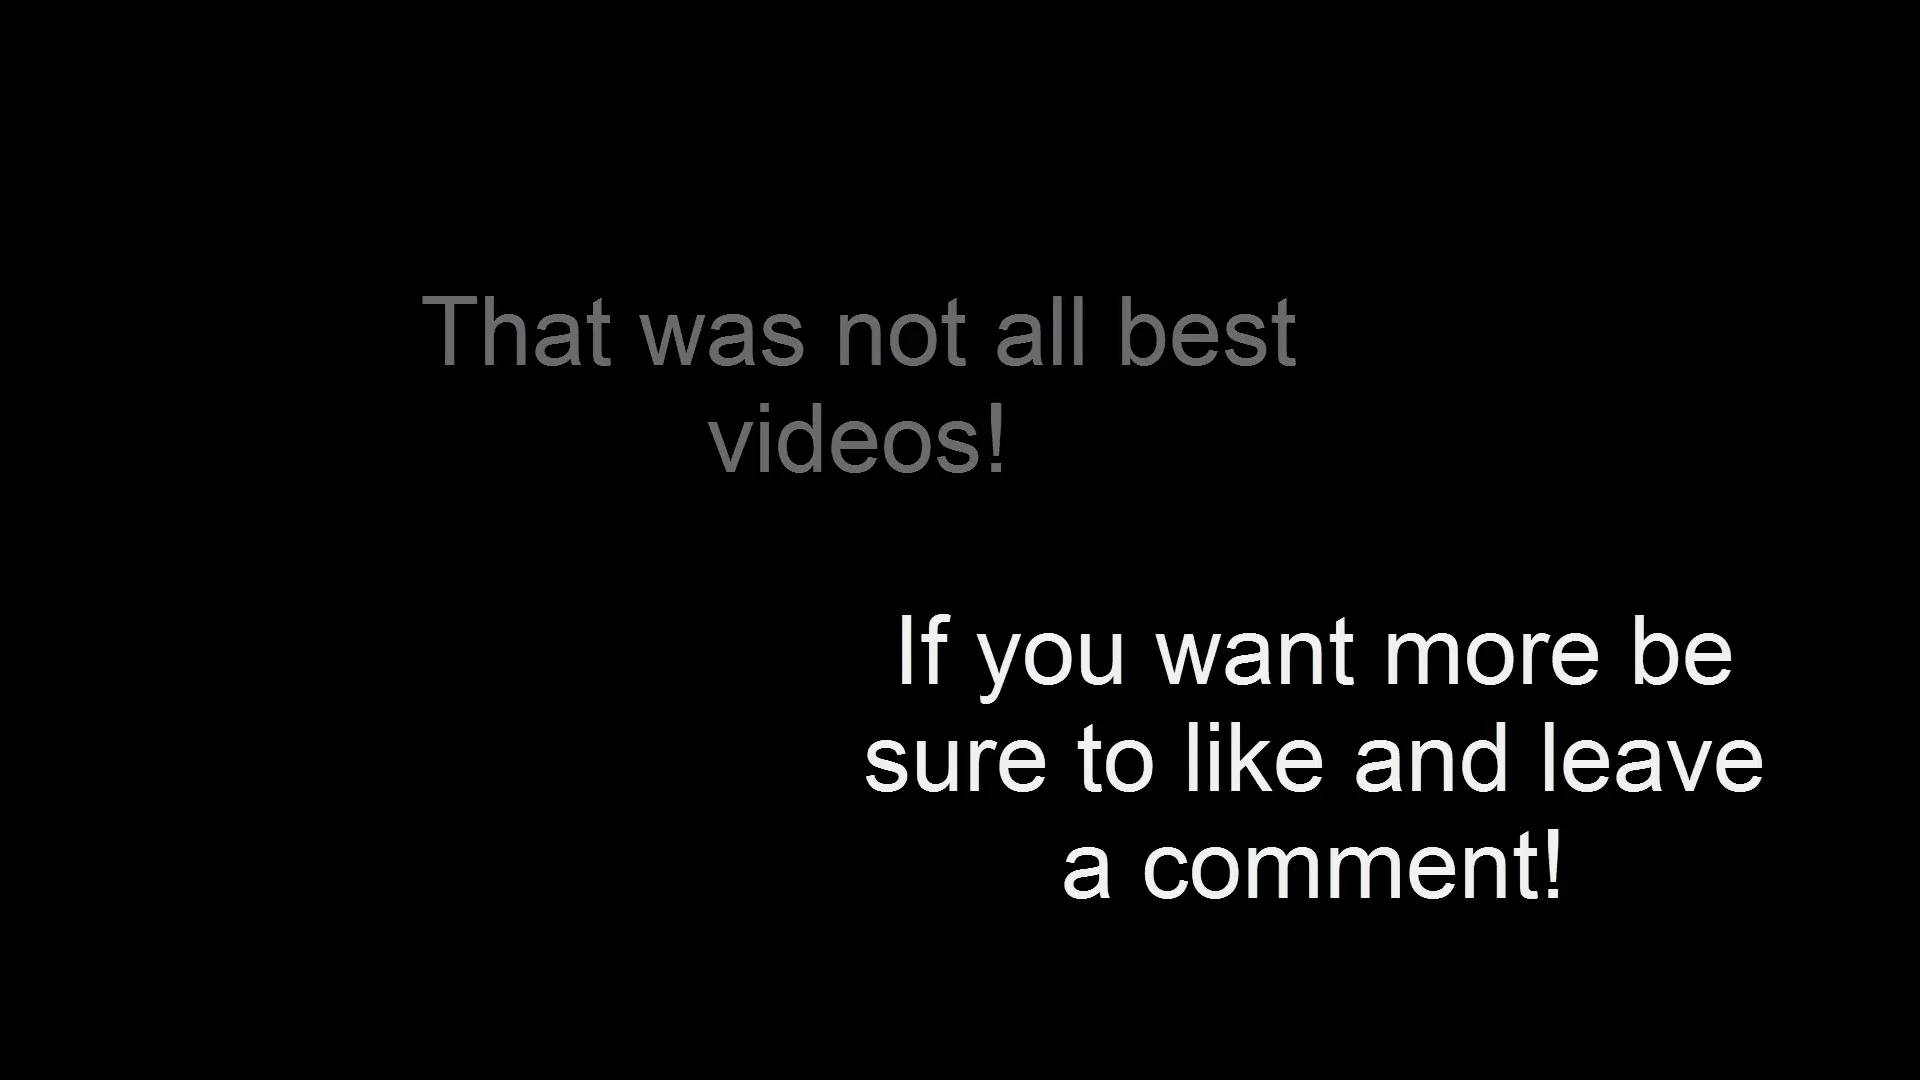 That was not all best
videos!
If you want more be
sure to like and leave
a comment!